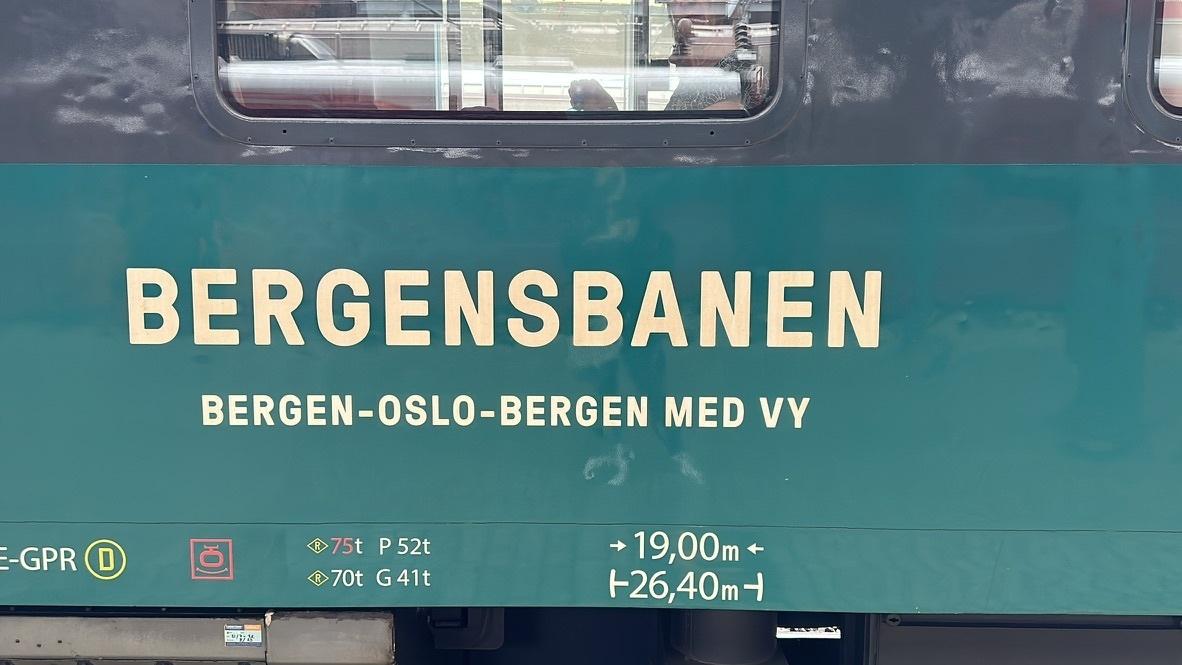 BERGENSBANEN
BERGEN-OSLO-BERGEN MED VY
E-GPR D
R 75t P 52t
R 70t G 41t
19,00m
26,40m